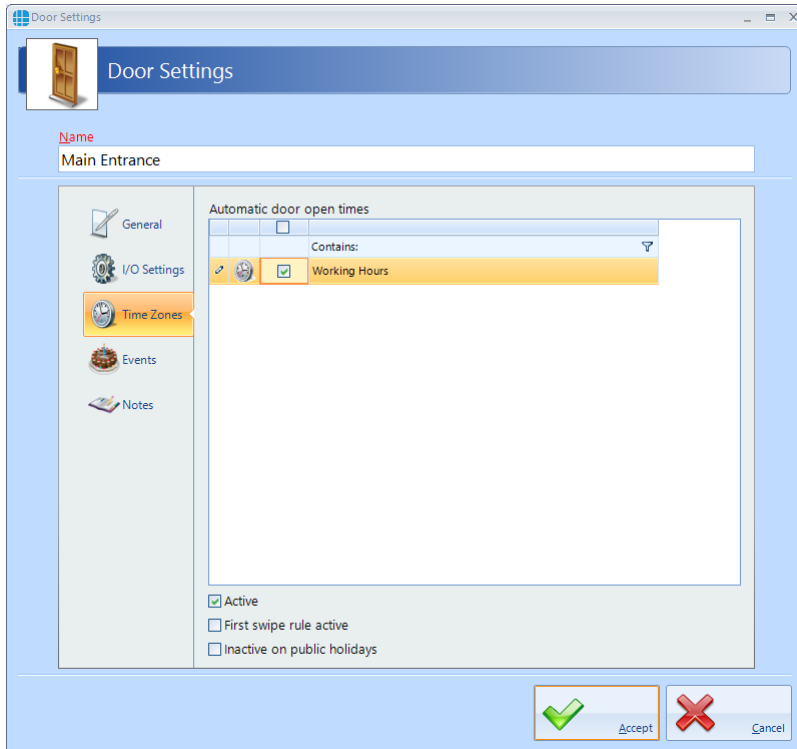 Door Settings
Door Settings
Name
Main Entrance
General
I/O Settings
Time Zones
Events
Notes
Automatic door open times
Contains:
Working Hours
Active
First swipe rule active
Inactive on public holidays
Accept
Cancel